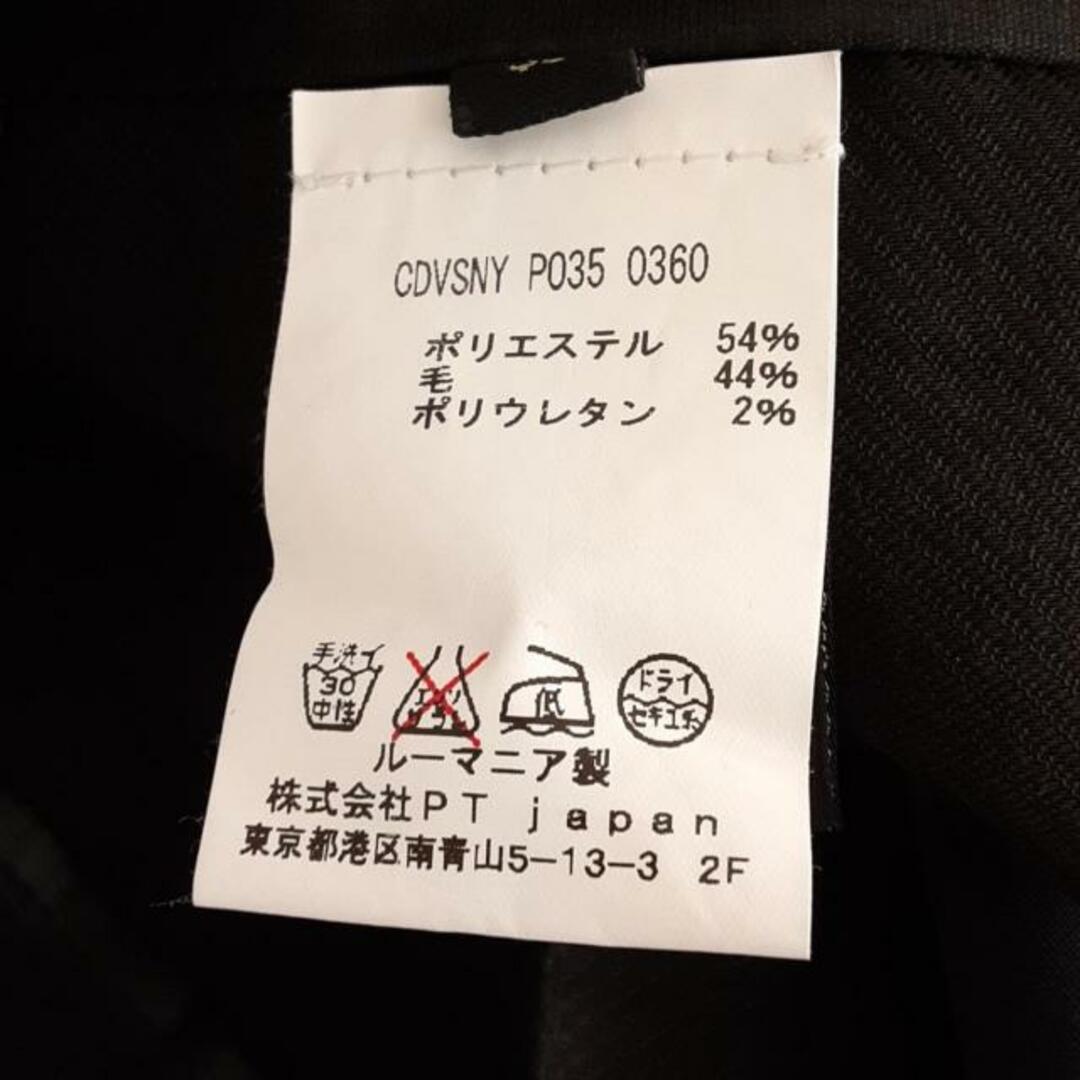 CDVSNY P035 0360
ポリエステル 54%
毛 44%
ポリウレタン 2%
手洗イ
30
中性
エンソ
サラシ
低
ドライ
セキユ系
ルーマニア製
株式会社PT japan
東京都港区南青山5-13-3 2F